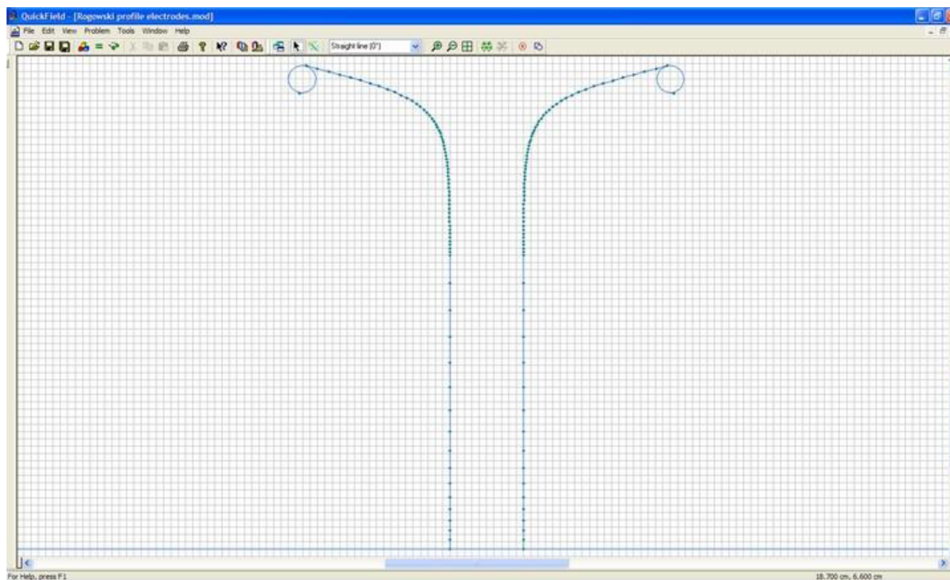 QuickField - [Rogowski profile electrodes.mod]
File Edit View Problem Tools Window Help
Straight line [0°]
For Help, press F1
18.700 cm, 6.600 cm